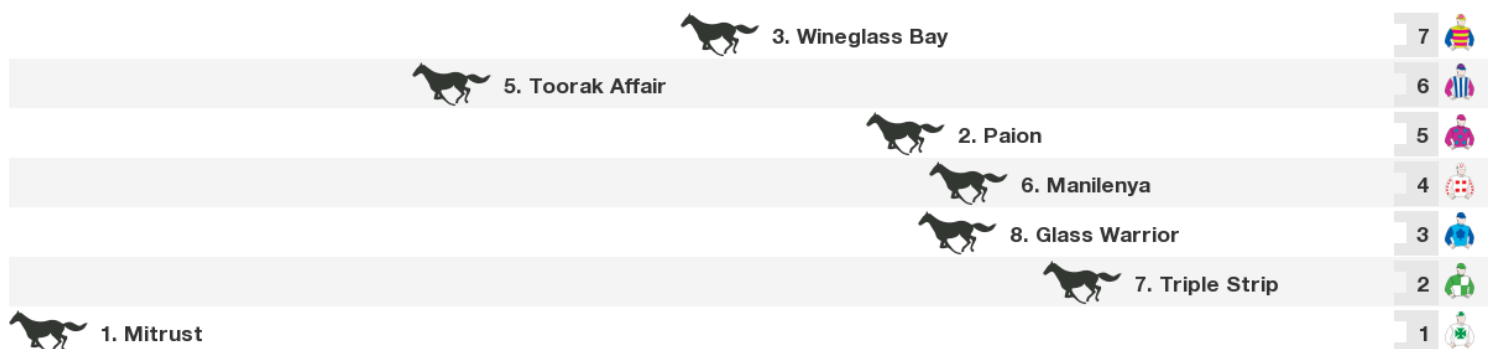 3. Wineglass Bay 7
5. Toorak Affair 6
2. Paion 5
6. Manilenya 4
8. Glass Warrior 3
7. Triple Strip 2
1. Mitrust 1